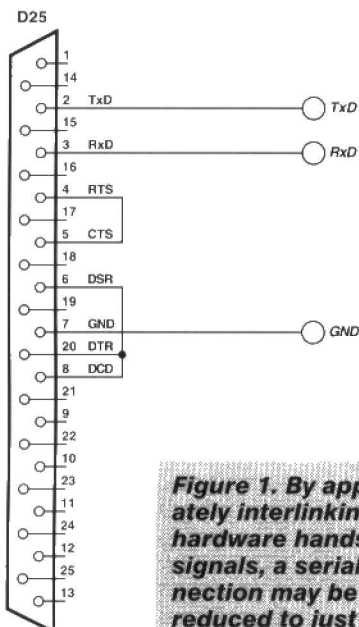 D25
1
14
2 TxD TxD
15
3 RxD RxD
16
4 RTS
17
5 CTS
18
6 DSR
19
7 GND GND
20 DTR
8 DCD
21
9
22
10
23
11
24
12
25
13
Figure 1. By app
ately interlinkin
hardware hands
signals, a serial
nection may be
reduced to just